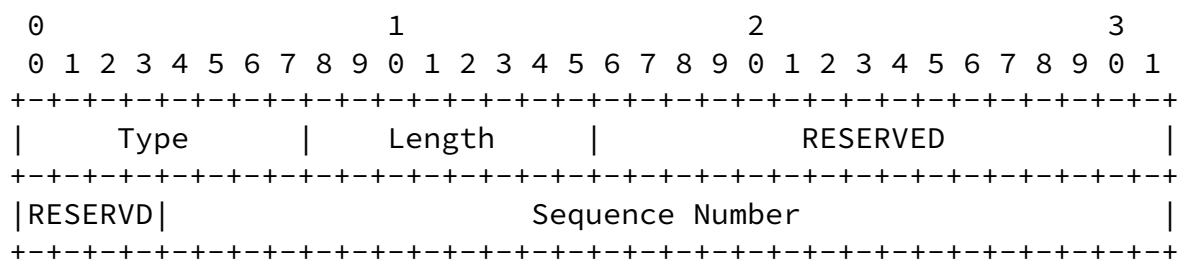 0                   1                   2                   3
 0 1 2 3 4 5 6 7 8 9 0 1 2 3 4 5 6 7 8 9 0 1 2 3 4 5 6 7 8 9 0 1
+-+-+-+-+-+-+-+-+-+-+-+-+-+-+-+-+-+-+-+-+-+-+-+-+-+-+-+-+-+-+-+-+
|     Type      |    Length     |           RESERVED            |
+-+-+-+-+-+-+-+-+-+-+-+-+-+-+-+-+-+-+-+-+-+-+-+-+-+-+-+-+-+-+-+-+
|RESERVD|                    Sequence Number                    |
+-+-+-+-+-+-+-+-+-+-+-+-+-+-+-+-+-+-+-+-+-+-+-+-+-+-+-+-+-+-+-+-+